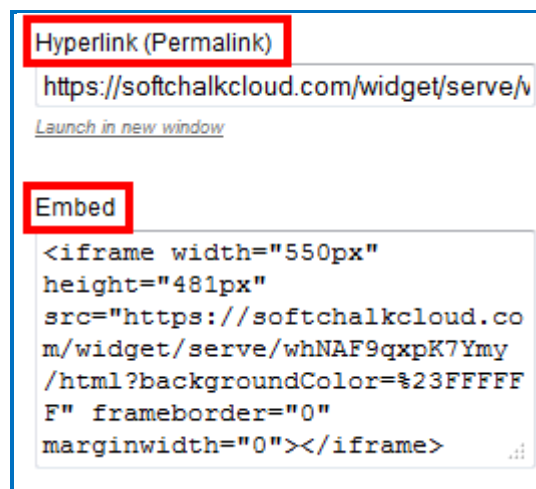 Hyperlink (Permalink)
https://softchalkcloud.com/widget/serve/
Launch in new window
Embed
<iframe width="550px"
height="481px"
src="https://softchalkcloud.co
m/widget/serve/whNAF9qxpK7Ymy
/html?backgroundColor=%23FFFFF
F" frameborder="0"
marginwidth="0"></iframe>